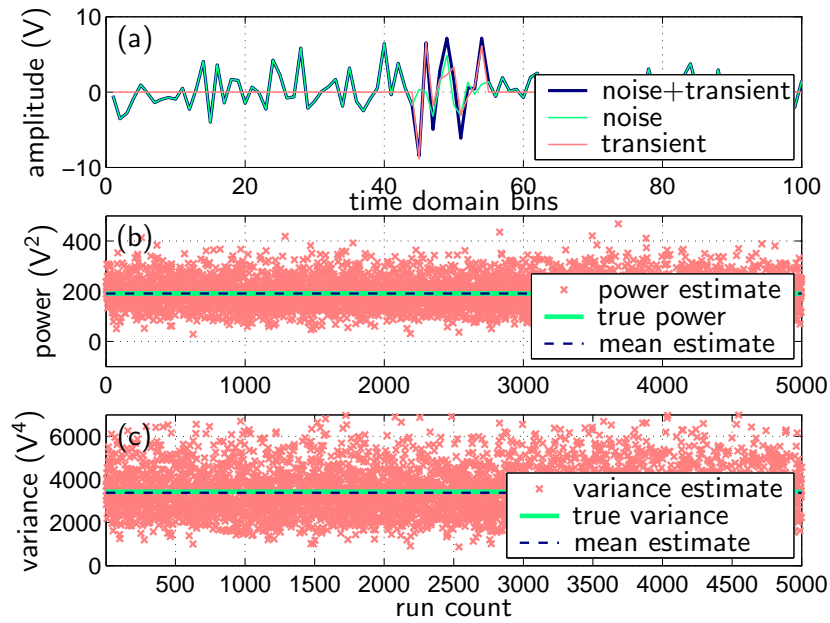 10
(a)
0
−10
amplitude (V)
noise+transient
noise
transient
0
20
40
60
80
100
time domain bins
(b)
400
200
0
power (V²)
power estimate
true power
mean estimate
0
1000
2000
3000
4000
5000
(c)
6000
4000
2000
0
variance (V⁴)
variance estimate
true variance
mean estimate
500
1000
1500
2000
2500
3000
3500
4000
4500
5000
run count